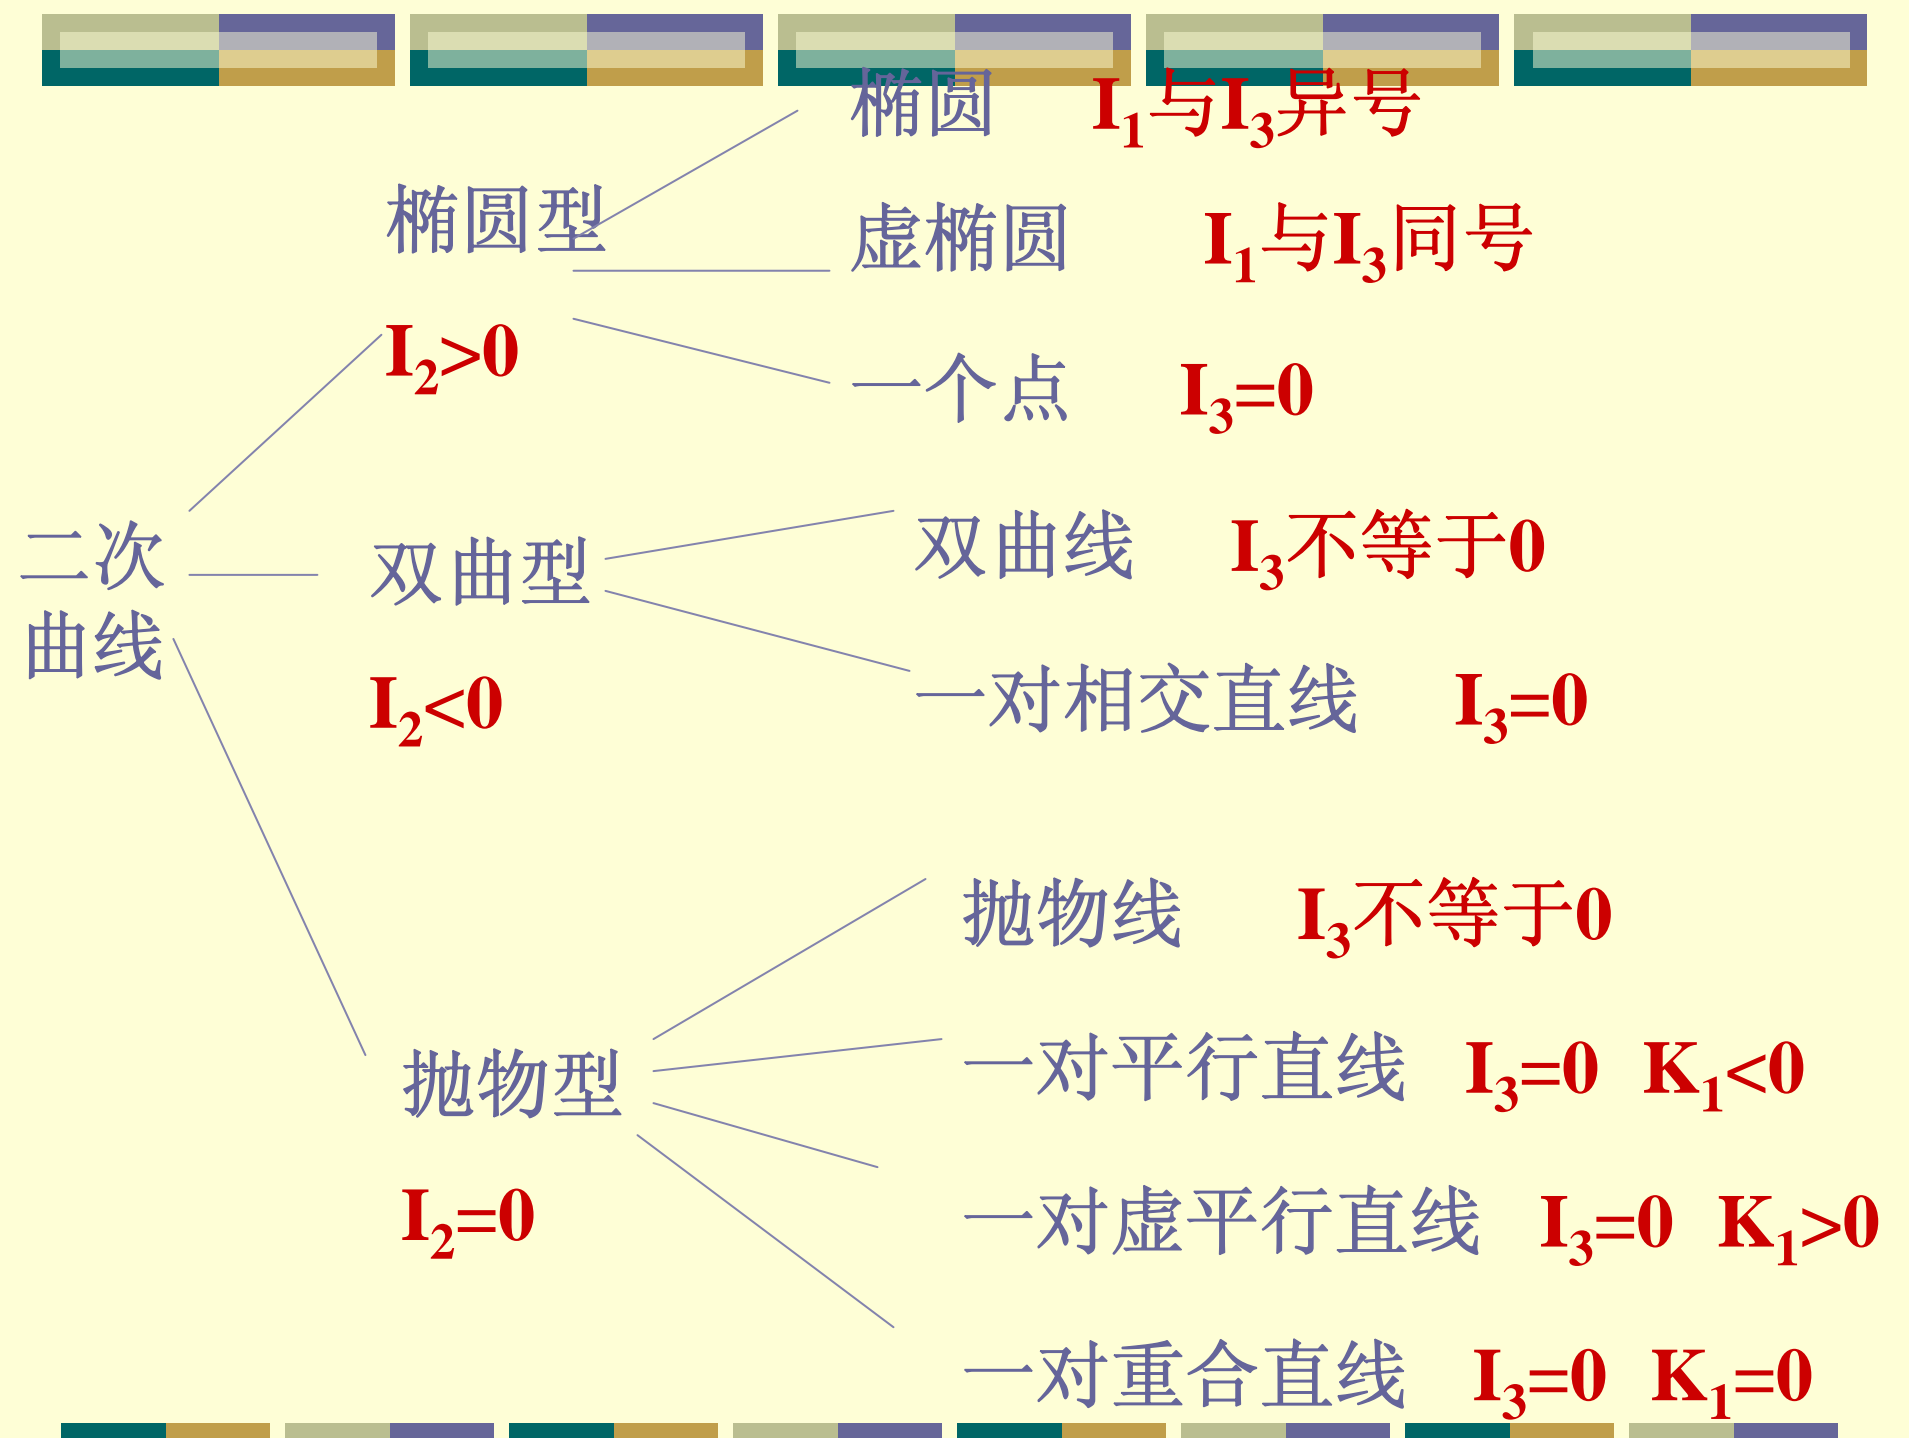 椭圆 I₁与I₃异号
椭圆型
虚椭圆 I₁与I₃同号
I₂>0
一个点 I₃=0
二次
曲线
双曲型
双曲线 I₃不等于0
I₂<0
一对相交直线 I₃=0
抛物线 I₃不等于0
抛物型
一对平行直线 I₃=0 K₁<0
I₂=0
一对虚平行直线 I₃=0 K₁>0
一对重合直线 I₃=0 K₁=0